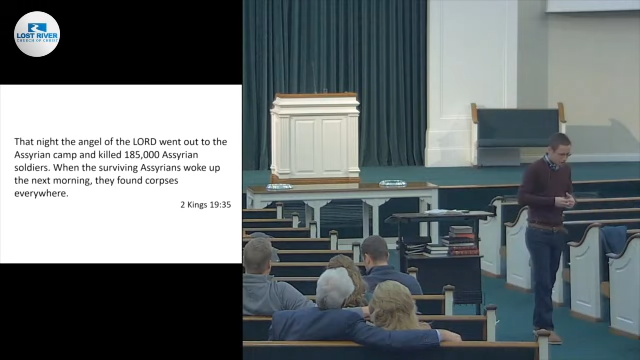 LOST RIVER
CHURCH OF CHRIST
That night the angel of the LORD went out to the
Assyrian camp and killed 185,000 Assyrian
soldiers. When the surviving Assyrians woke up
the next morning, they found corpses
everywhere.
2 Kings 19:35